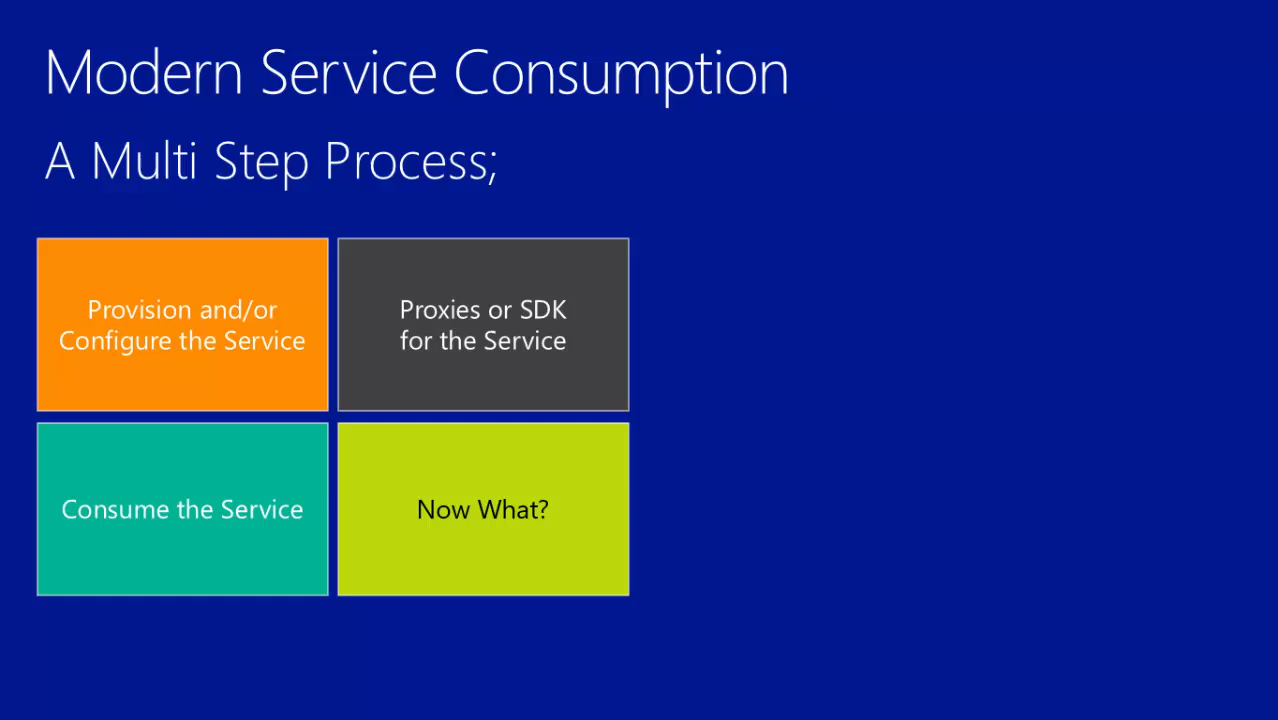 Modern Service Consumption
A Multi Step Process;
Provision and/or
Configure the Service
Proxies or SDK
for the Service
Consume the Service
Now What?